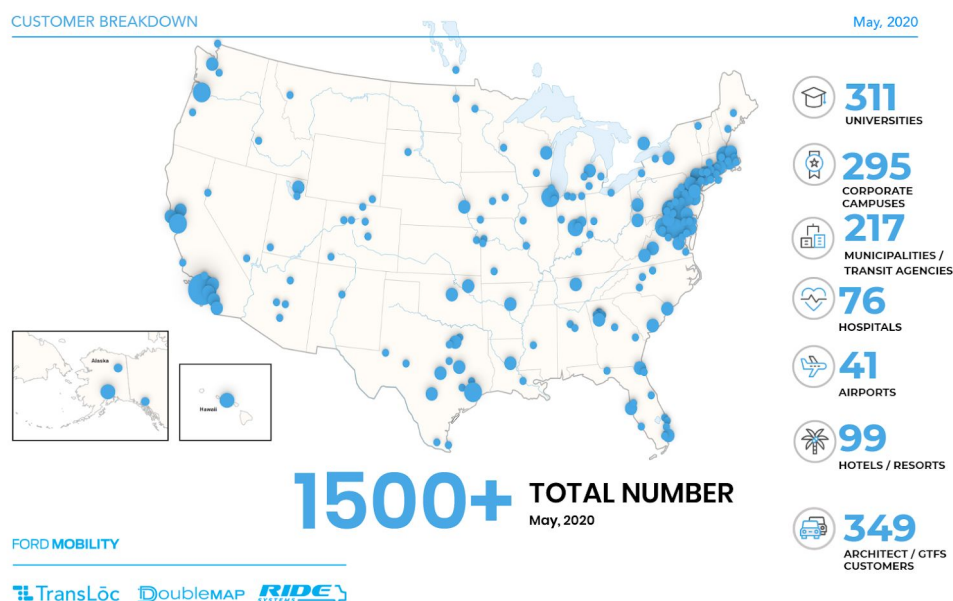 CUSTOMER BREAKDOWN
May, 2020
311
UNIVERSITIES
295
CORPORATE
CAMPUSES
217
MUNICIPALITIES /
TRANSIT AGENCIES
76
HOSPITALS
41
AIRPORTS
99
HOTELS / RESORTS
349
ARCHITECT / GTFS
CUSTOMERS
Alaska
Hawaii
1500+
TOTAL NUMBER
May, 2020
FORD MOBILITY
TransLōc
DOUBLEMAP
RIDE
SYSTEMS